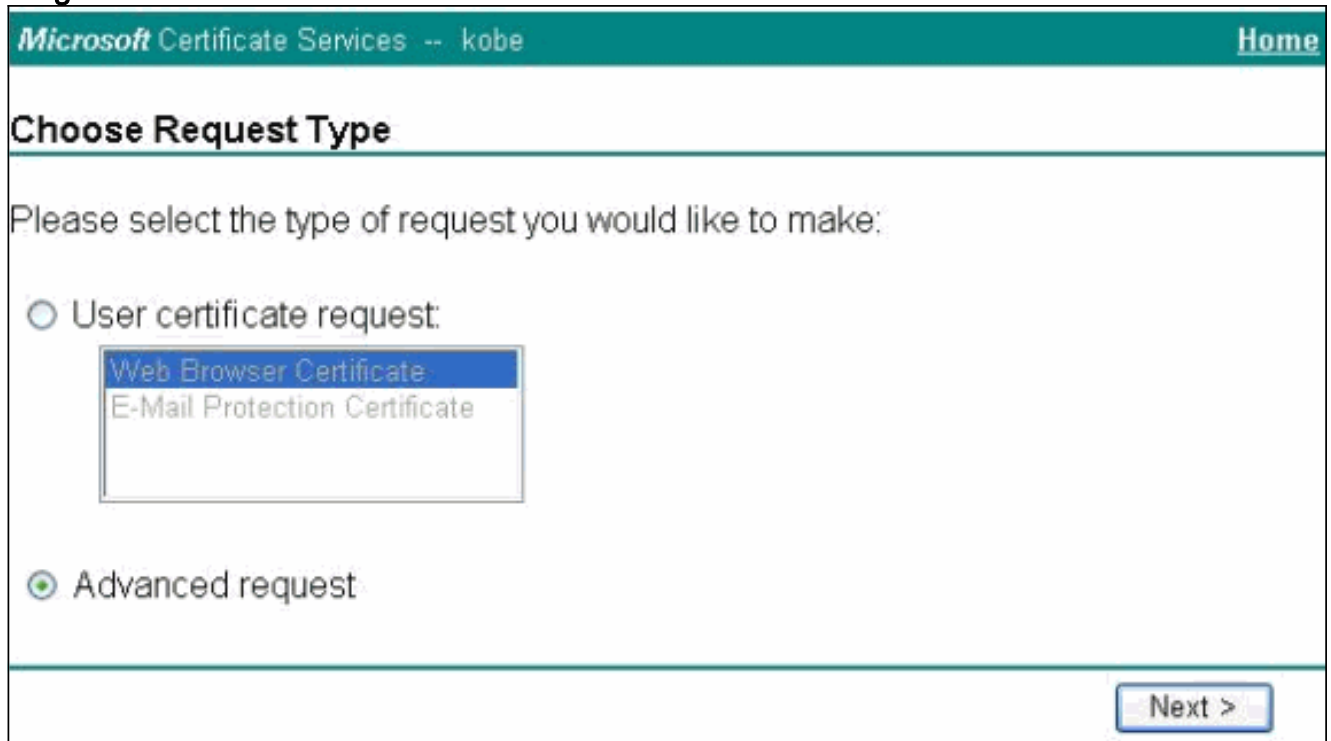 Microsoft Certificate Services -- kobe Home
Choose Request Type
Please select the type of request you would like to make:
User certificate request:
Web Browser Certificate
E-Mail Protection Certificate
Advanced request
Next >